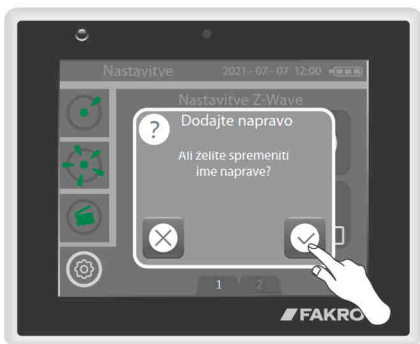 Nastavitve 2021-07-07 12:00
Nastavitve Z-Wave
?
Dodajte napravo
Ali želite spremeniti
ime naprave?
1 2
FAKRO